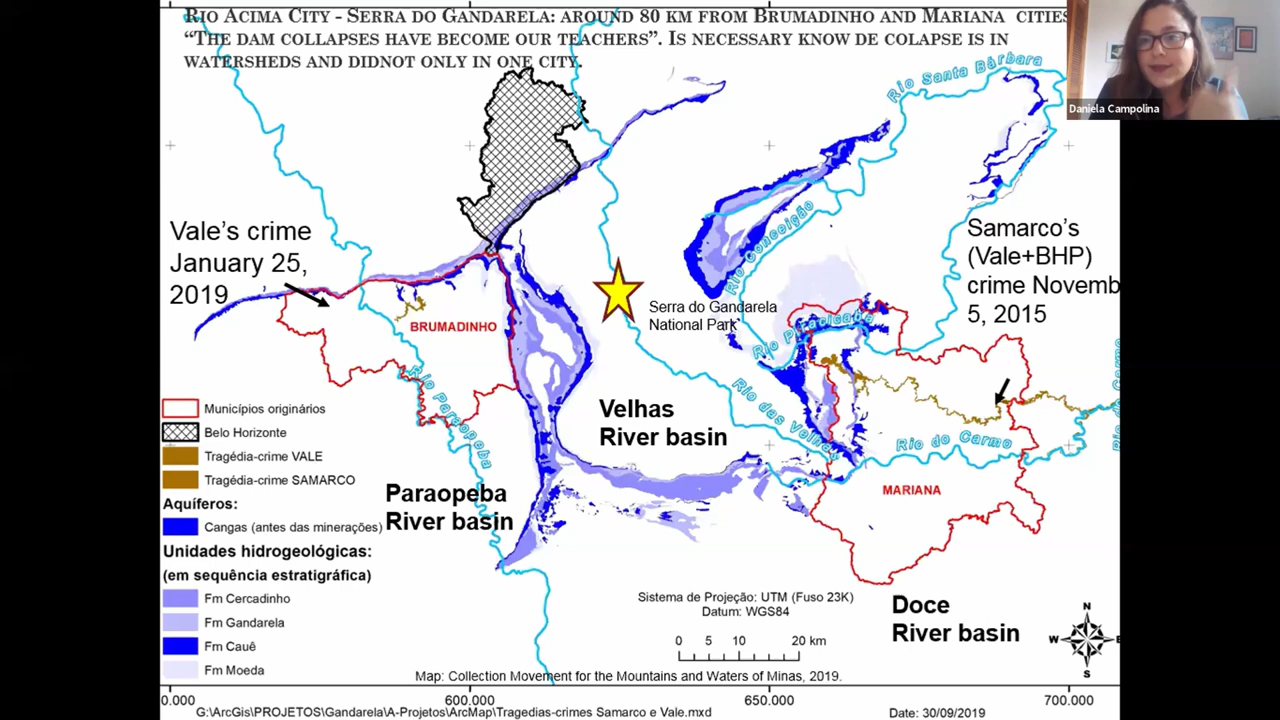 Rio Acima City - Serra do Gandarela: around 80 km from Brumadinho and Mariana cities
“The dam collapses have become our teachers”. Is necessary know de colapse is in
watersheds and didnot only in one city.
Daniela Campolina
Rio Santa Bárbara
Vale’s crime
January 25,
2019
Samarco’s
(Vale+BHP)
crime Novemb
5, 2015
Rio Conceição
Serra do Gandarela
National Park
BRUMADINHO
Rio Piracicaba
Rio Paraopeba
Rio das Velhas
Rio do Carmo
Velhas
River basin
MARIANA
Paraopeba
River basin
Doce
River basin
Municípios originários
Belo Horizonte
Tragédia-crime VALE
Tragédia-crime SAMARCO
Aquíferos:
Cangas (antes das minerações)
Unidades hidrogeológicas:
(em sequência estratigráfica)
Fm Cercadinho
Fm Gandarela
Fm Cauê
Fm Moeda
Sistema de Projeção: UTM (Fuso 23K)
Datum: WGS84
0 5 10 20 km
N
W E
S
Map: Collection Movement for the Mountains and Waters of Minas, 2019.
0.000 600.000 650.000 700.000
G:\ArcGis\PROJETOS\Gandarela\A-Projetos\ArcMap\Tragedias-crimes Samarco e Vale.mxd
Date: 30/09/2019